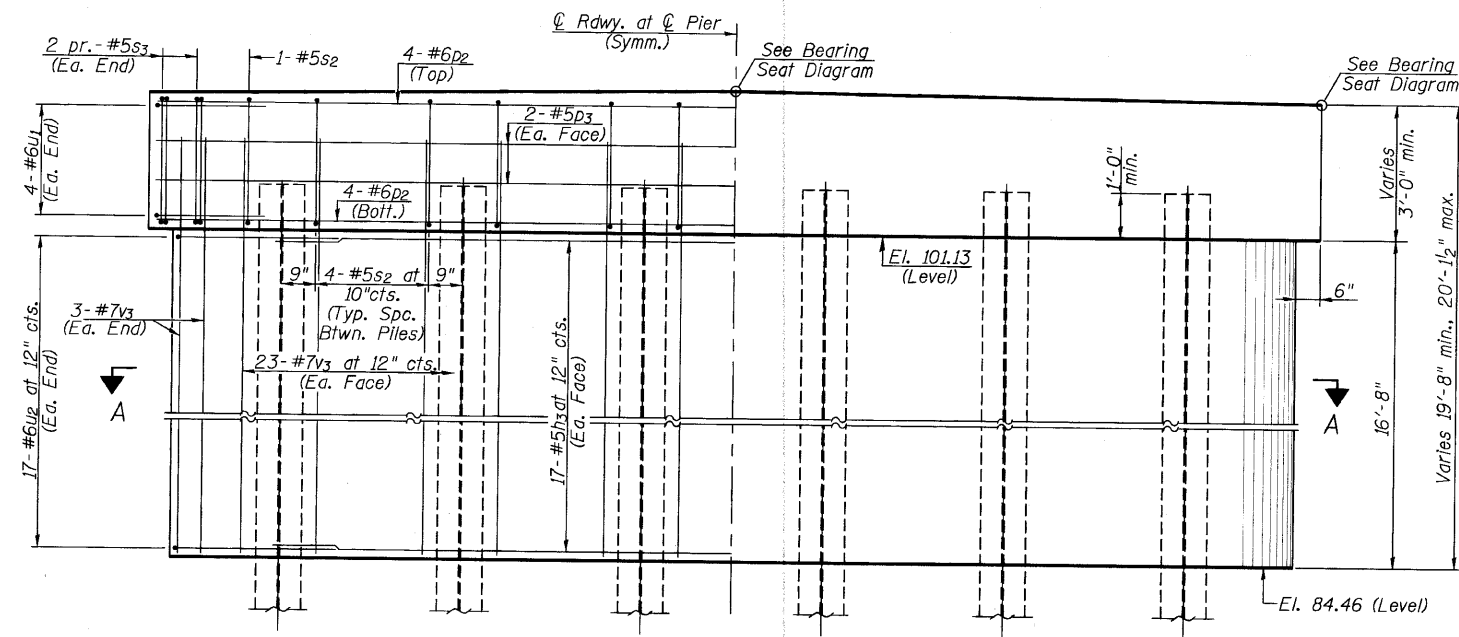 ℄ Rdwy. at ℄ Pier
(Symm.)
2 pr.- #5s3
(Ea. End)
1- #5s2
4- #6p2
(Top)
See Bearing
Seat Diagram
See Bearing
Seat Diagram
2- #5p3
(Ea. Face)
4- #6u1
(Ea. End)
4- #6p2
(Bott.)
1'-0"
min.
Varies
3'-0" min.
El. 101.13
(Level)
9"
4- #5s2 at
10"cts.
(Typ. Spc.
Btwn. Piles)
9"
6"
3- #7v3
(Ea. End)
23- #7v3 at 12" cts.
(Ea. Face)
17- #6u2 at 12" cts.
(Ea. End)
17- #5h3 at 12" cts.
(Ea. Face)
A
A
16'-8"
Varies 19'-8" min., 20'-1½" max.
El. 84.46 (Level)